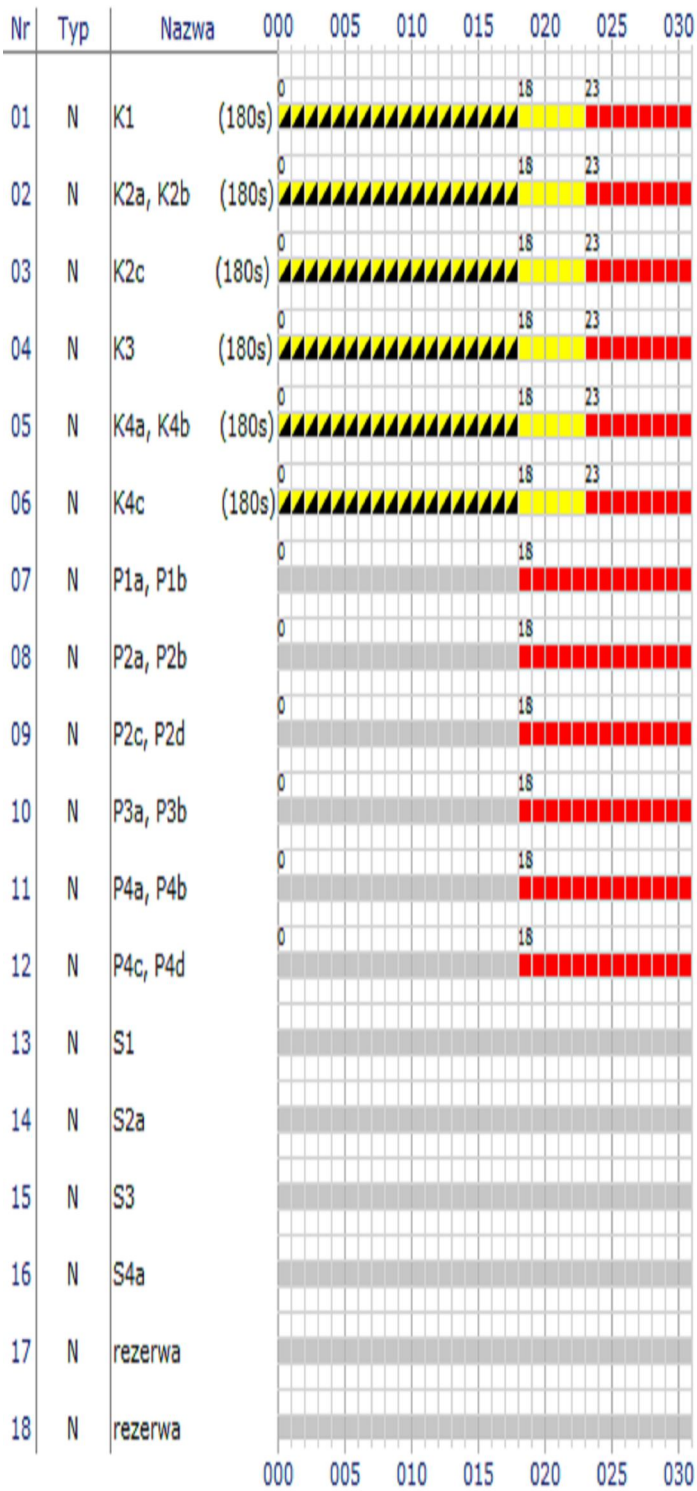 Nr Typ Nazwa 000 005 010 015 020 025 030
0 18 23
01 N K1 (180s)
0 18 23
02 N K2a, K2b (180s)
0 18 23
03 N K2c (180s)
0 18 23
04 N K3 (180s)
0 18 23
05 N K4a, K4b (180s)
0 18 23
06 N K4c (180s)
0 18
07 N P1a, P1b
0 18
08 N P2a, P2b
0 18
09 N P2c, P2d
0 18
10 N P3a, P3b
0 18
11 N P4a, P4b
0 18
12 N P4c, P4d
13 N S1
14 N S2a
15 N S3
16 N S4a
17 N rezerwa
18 N rezerwa
000 005 010 015 020 025 030